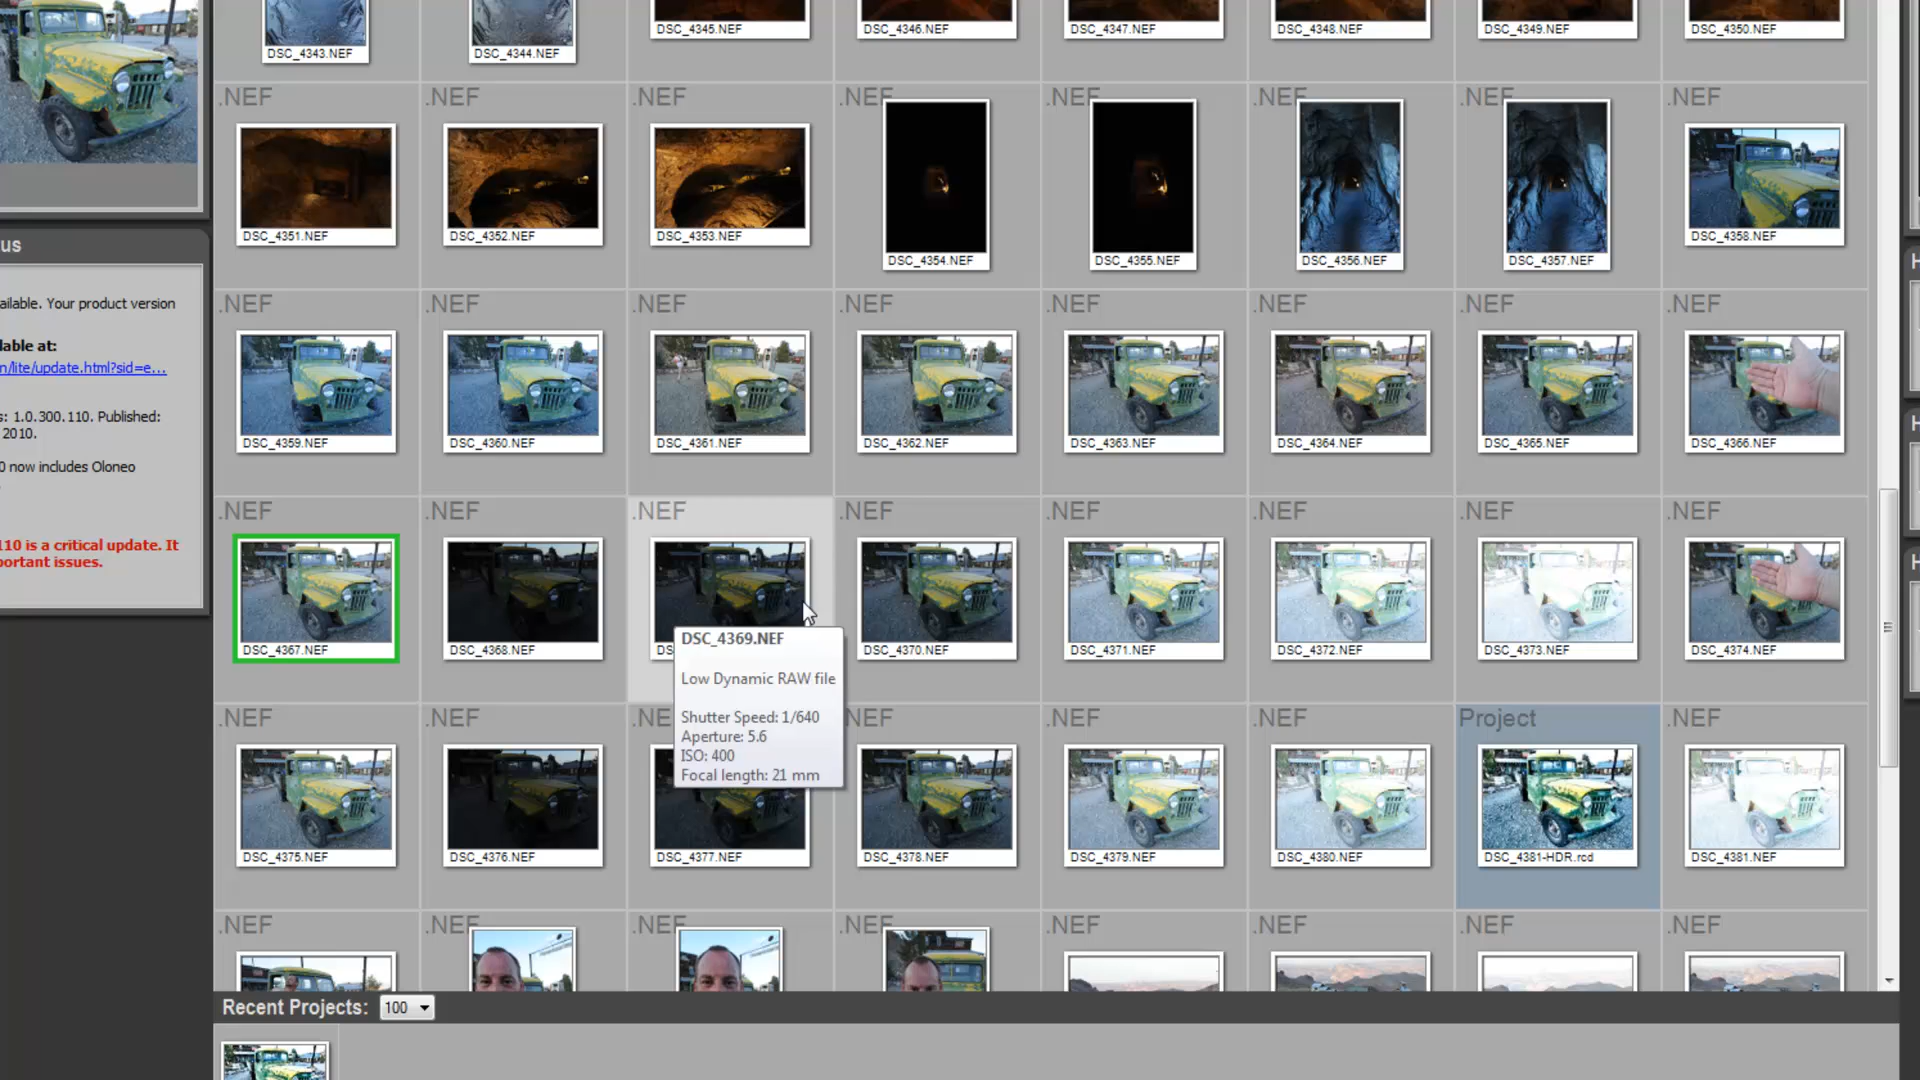 DSC_4343.NEF
DSC_4344.NEF
DSC_4345.NEF
DSC_4346.NEF
DSC_4347.NEF
DSC_4348.NEF
DSC_4349.NEF
DSC_4350.NEF
.NEF .NEF .NEF .NEF .NEF .NEF .NEF .NEF
DSC_4351.NEF
DSC_4352.NEF
DSC_4353.NEF
DSC_4354.NEF
DSC_4355.NEF
DSC_4356.NEF
DSC_4357.NEF
DSC_4358.NEF
us
ailable. Your product version
lable at:
n/lite/update.html?sid=e...
s: 1.0.300.110. Published:
2010.
0 now includes Oloneo
110 is a critical update. It
portant issues.
.NEF .NEF .NEF .NEF .NEF .NEF .NEF .NEF
DSC_4359.NEF
DSC_4360.NEF
DSC_4361.NEF
DSC_4362.NEF
DSC_4363.NEF
DSC_4364.NEF
DSC_4365.NEF
DSC_4366.NEF
.NEF .NEF .NEF .NEF .NEF .NEF .NEF .NEF
DSC_4367.NEF
DSC_4368.NEF
DS
DSC_4370.NEF
DSC_4371.NEF
DSC_4372.NEF
DSC_4373.NEF
DSC_4374.NEF
DSC_4369.NEF
Low Dynamic RAW file
Shutter Speed: 1/640
Aperture: 5.6
ISO: 400
Focal length: 21 mm
.NEF .NEF .NE NEF .NEF .NEF Project .NEF
DSC_4375.NEF
DSC_4376.NEF
DSC_4377.NEF
DSC_4378.NEF
DSC_4379.NEF
DSC_4380.NEF
DSC_4381-HDR.rcd
DSC_4381.NEF
.NEF .NEF .NEF .NEF .NEF .NEF .NEF .NEF
Recent Projects: 100